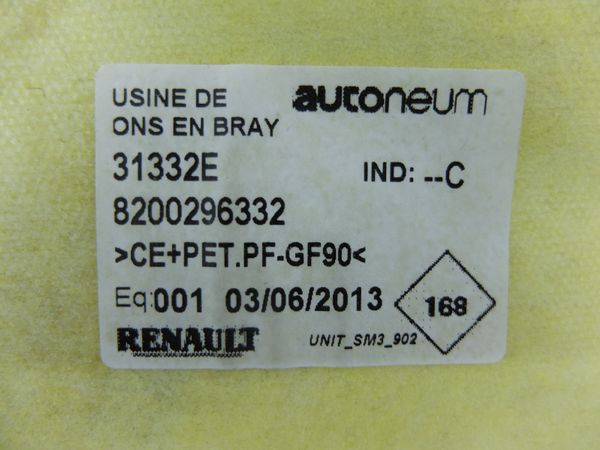 USINE DE autoneum
ONS EN BRAY
31332E IND: --C
8200296332
>CE+PET.PF-GF90<
Eq:001 03/06/2013 168
RENAULT UNIT_SM3_902